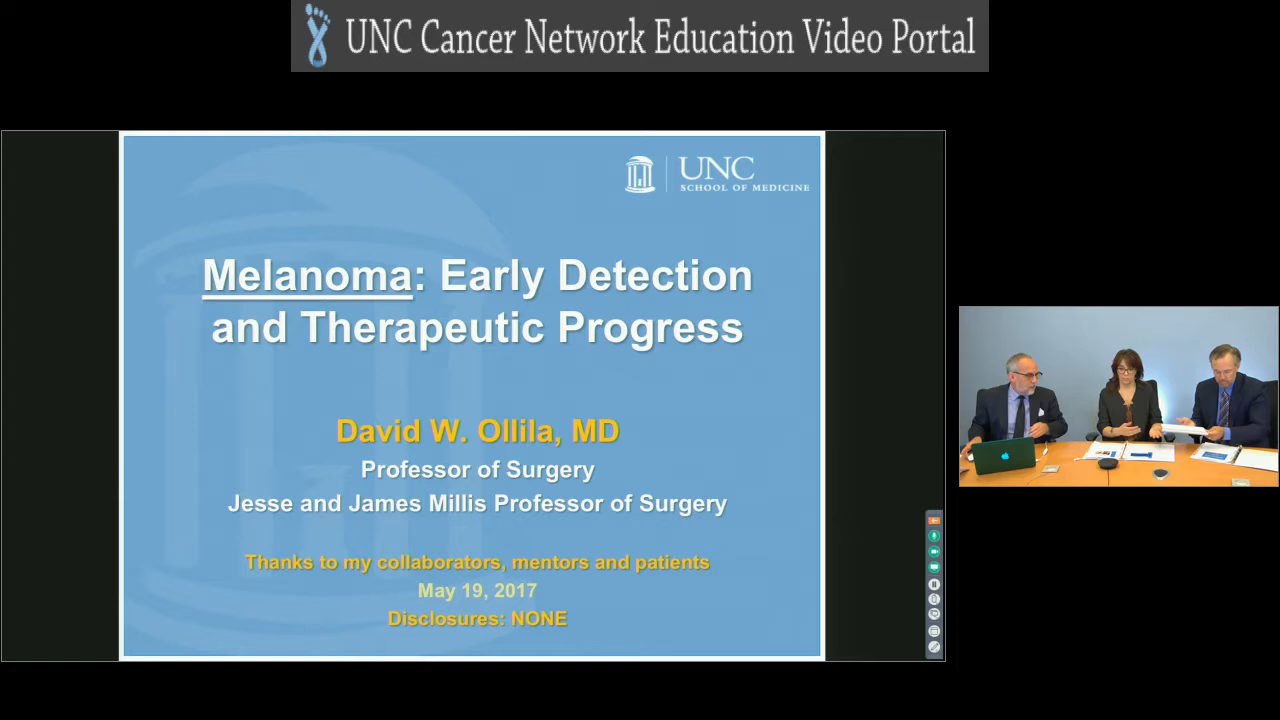 UNC Cancer Network Education Video Portal
UNC
SCHOOL OF MEDICINE
Melanoma: Early Detection
and Therapeutic Progress
David W. Ollila, MD
Professor of Surgery
Jesse and James Millis Professor of Surgery
Thanks to my collaborators, mentors and patients
May 19, 2017
Disclosures: NONE